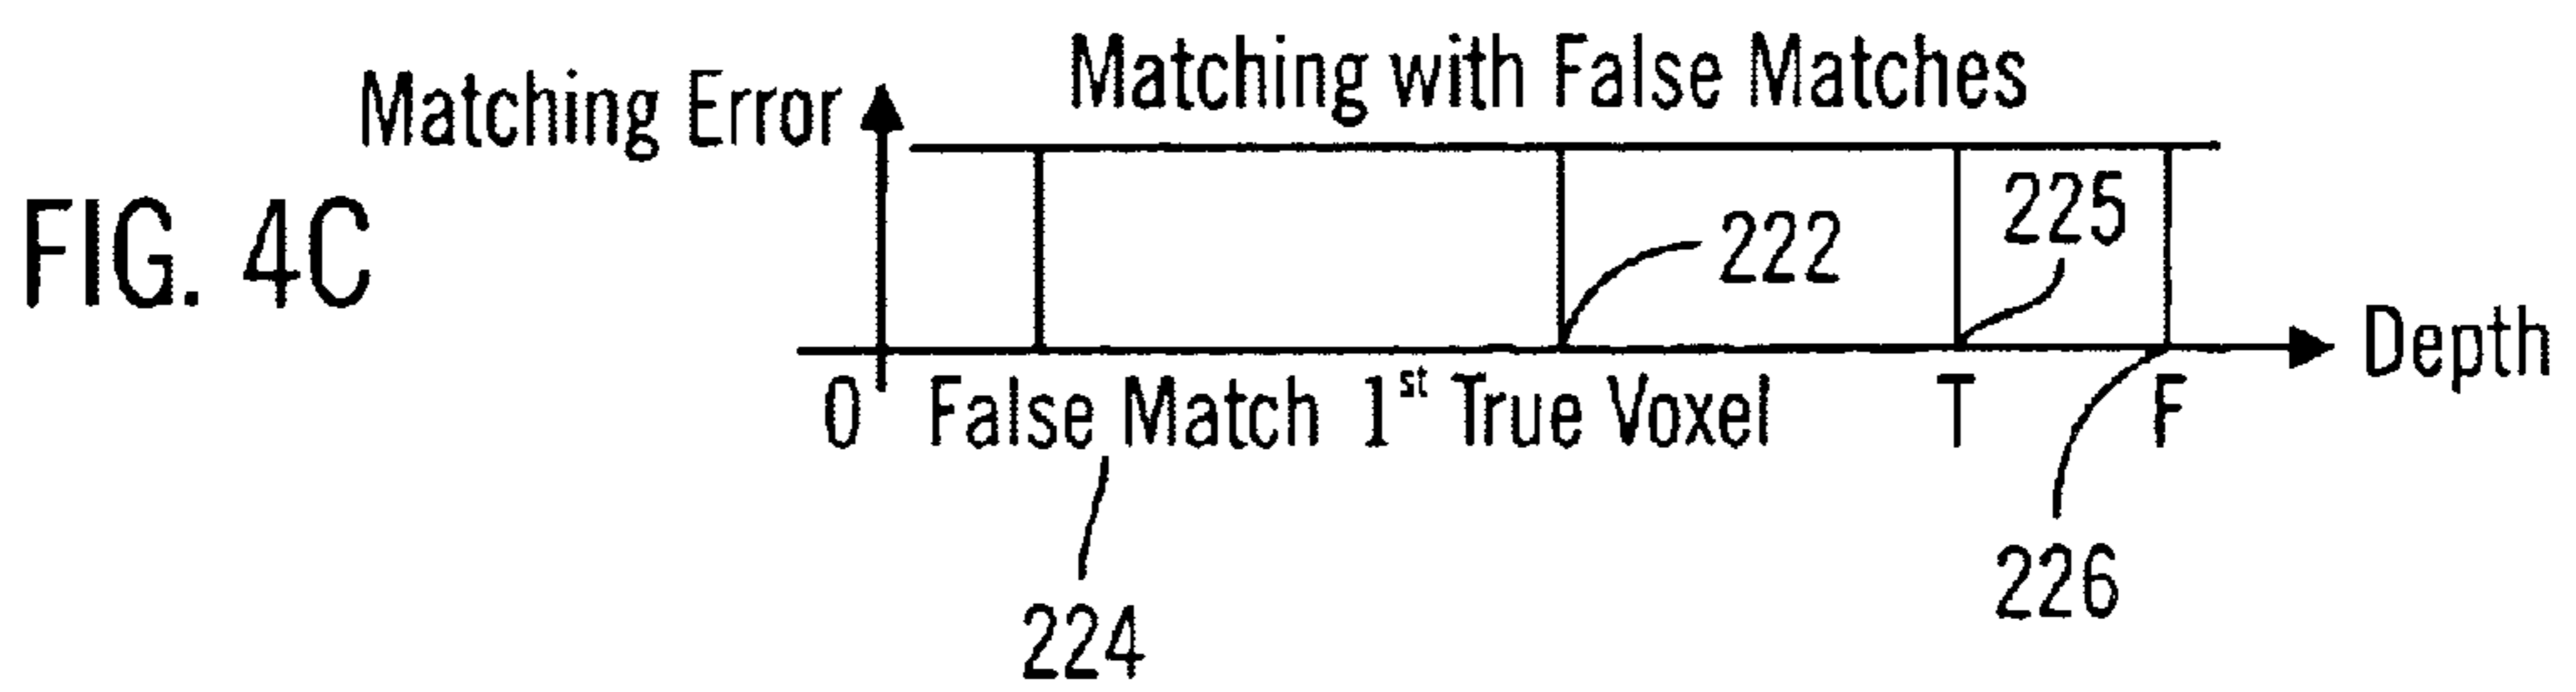 Matching with False Matches
Matching Error
FIG. 4C
225
222
Depth
0 False Match 1st True Voxel T F
226
224